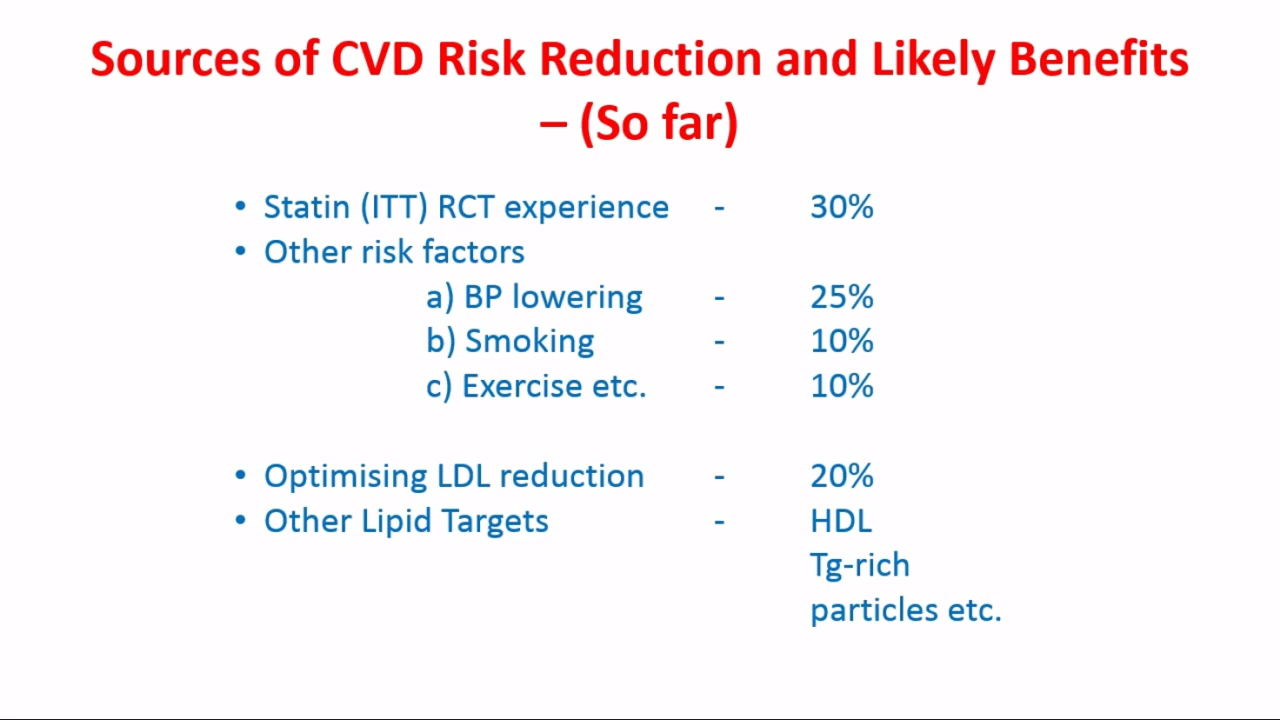 Sources of CVD Risk Reduction and Likely Benefits
– (So far)
• Statin (ITT) RCT experience - 30%
• Other risk factors
a) BP lowering - 25%
b) Smoking - 10%
c) Exercise etc. - 10%
• Optimising LDL reduction - 20%
• Other Lipid Targets - HDL
Tg-rich
particles etc.